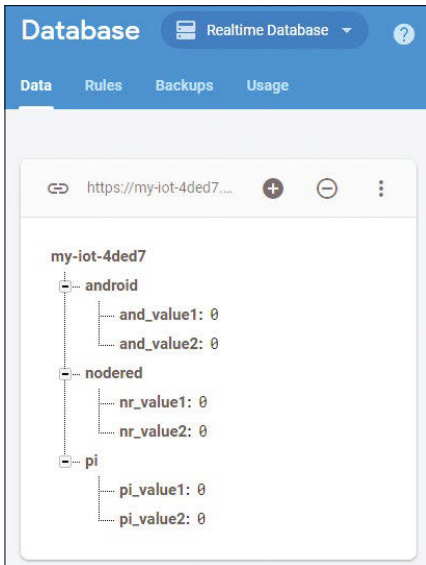 Database Realtime Database ?
Data Rules Backups Usage
https://my-iot-4ded7....
my-iot-4ded7
android
and_value1: 0
and_value2: 0
nodered
nr_value1: 0
nr_value2: 0
pi
pi_value1: 0
pi_value2: 0